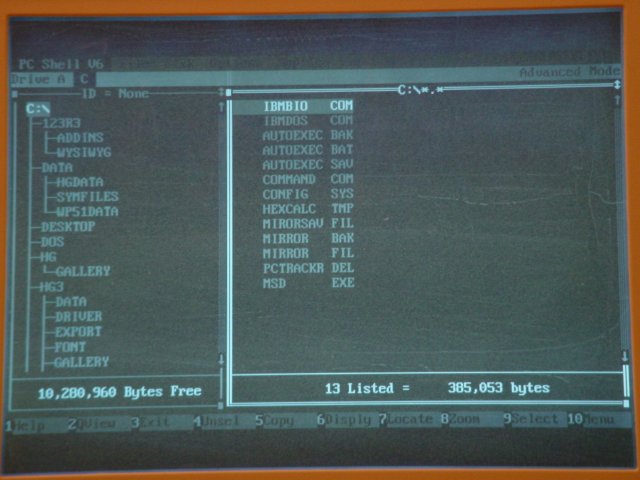 PC Shell V6
Drive A C Advanced Mode
ID = None
C:\*.*
C:\
123R3
ADDINS
WYSIWYG
DATA
HGDATA
SYMFILES
WP51DATA
DESKTOP
DOS
HG
GALLERY
HG3
DATA
DRIVER
EXPORT
FONT
GALLERY
IBMBIO COM
IBMDOS COM
AUTOEXEC BAK
AUTOEXEC BAT
AUTOEXEC SAV
COMMAND COM
CONFIG SYS
HEXCALC TMP
MIRORSAV FIL
MIRROR BAK
MIRROR FIL
PCTRACKR DEL
MSD EXE
10,280,960 Bytes Free
13 Listed = 385,053 bytes
1Help 2QView 3Exit 4Unsel 5Copy 6Disply 7Locate 8Zoom 9Select 10Menu